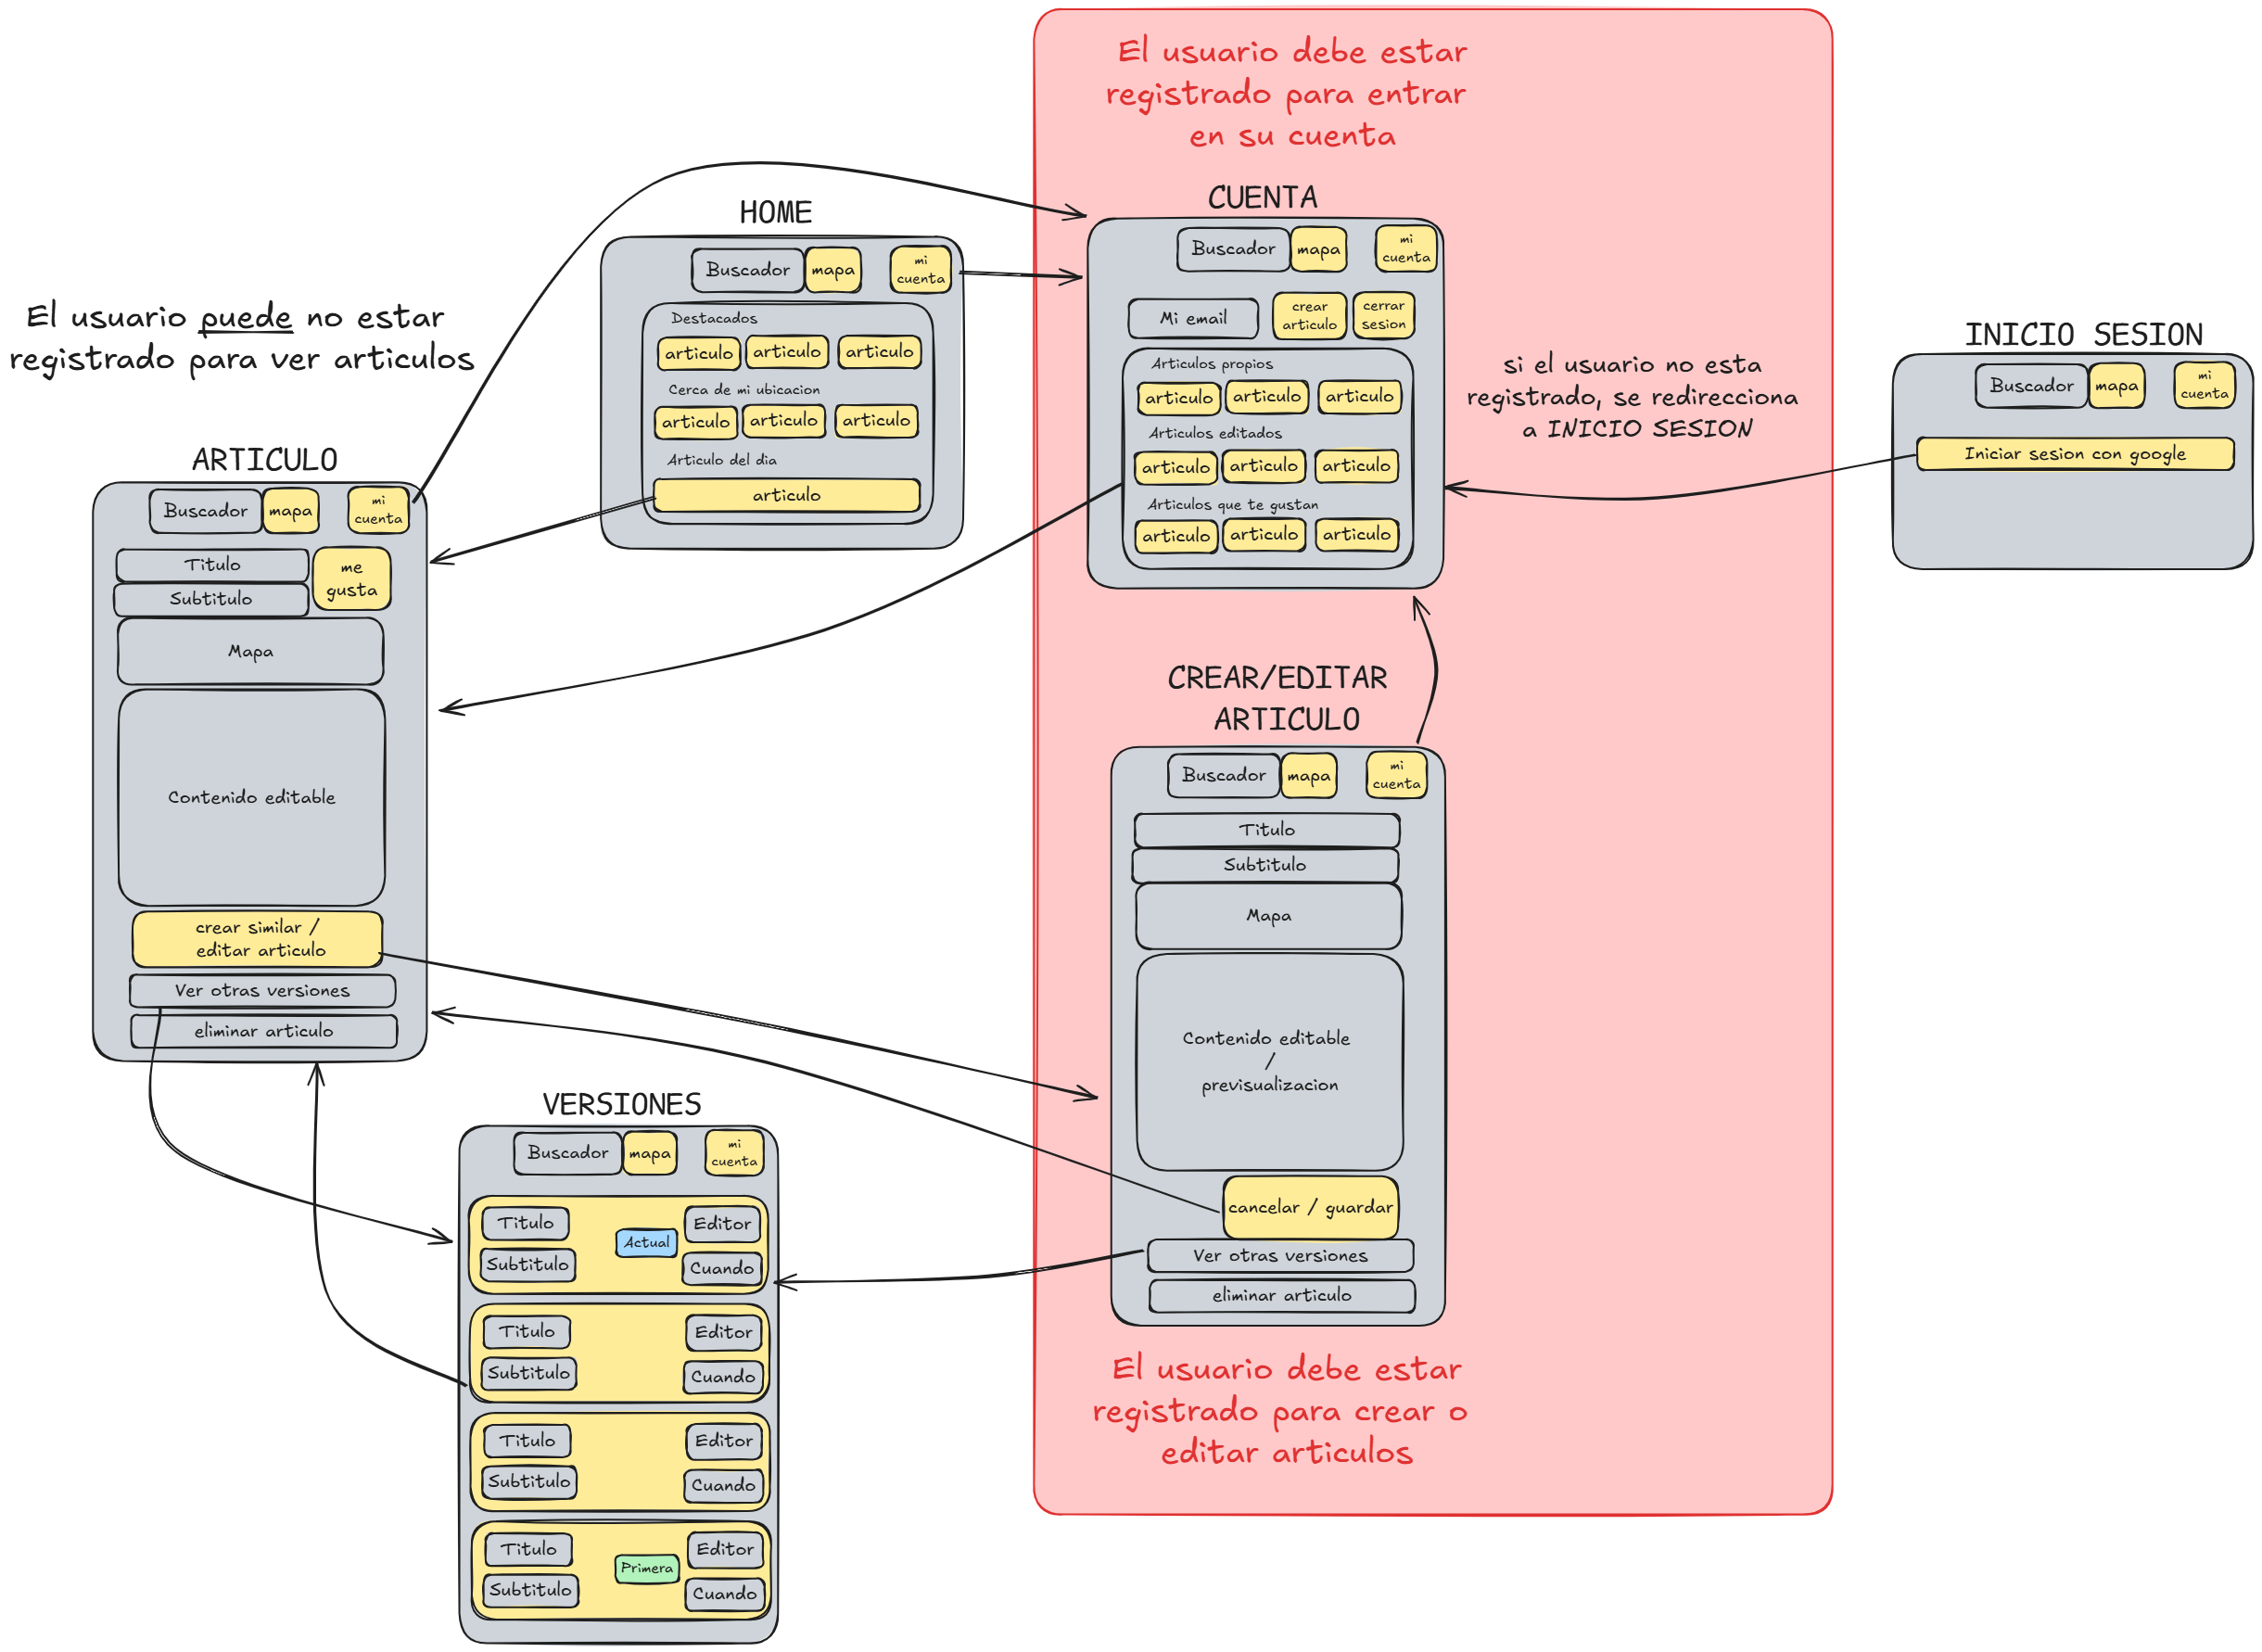 El usuario debe estar
registrado para entrar
en su cuenta
El usuario puede no estar
registrado para ver articulos
HOME
Buscador
mapa
mi
cuenta
Destacados
articulo
articulo
articulo
Cerca de mi ubicacion
articulo
articulo
articulo
Articulo del dia
articulo
CUENTA
Buscador
mapa
mi
cuenta
Mi email
crear
articulo
cerrar
sesion
Articulos propios
articulo
articulo
articulo
Articulos editados
articulo
articulo
articulo
Articulos que te gustan
articulo
articulo
articulo
si el usuario no esta
registrado, se redirecciona
a INICIO SESION
INICIO SESION
Buscador
mapa
mi
cuenta
Iniciar sesion con google
ARTICULO
Buscador
mapa
mi
cuenta
Titulo
Subtitulo
me
gusta
Mapa
Contenido editable
crear similar /
editar articulo
Ver otras versiones
eliminar articulo
CREAR/EDITAR
ARTICULO
Buscador
mapa
mi
cuenta
Titulo
Subtitulo
Mapa
Contenido editable
/
previsualizacion
cancelar / guardar
Ver otras versiones
eliminar articulo
El usuario debe estar
registrado para crear o
editar articulos
VERSIONES
Buscador
mapa
mi
cuenta
Titulo
Subtitulo
Actual
Editor
Cuando
Titulo
Subtitulo
Editor
Cuando
Titulo
Subtitulo
Editor
Cuando
Titulo
Subtitulo
Primera
Editor
Cuando